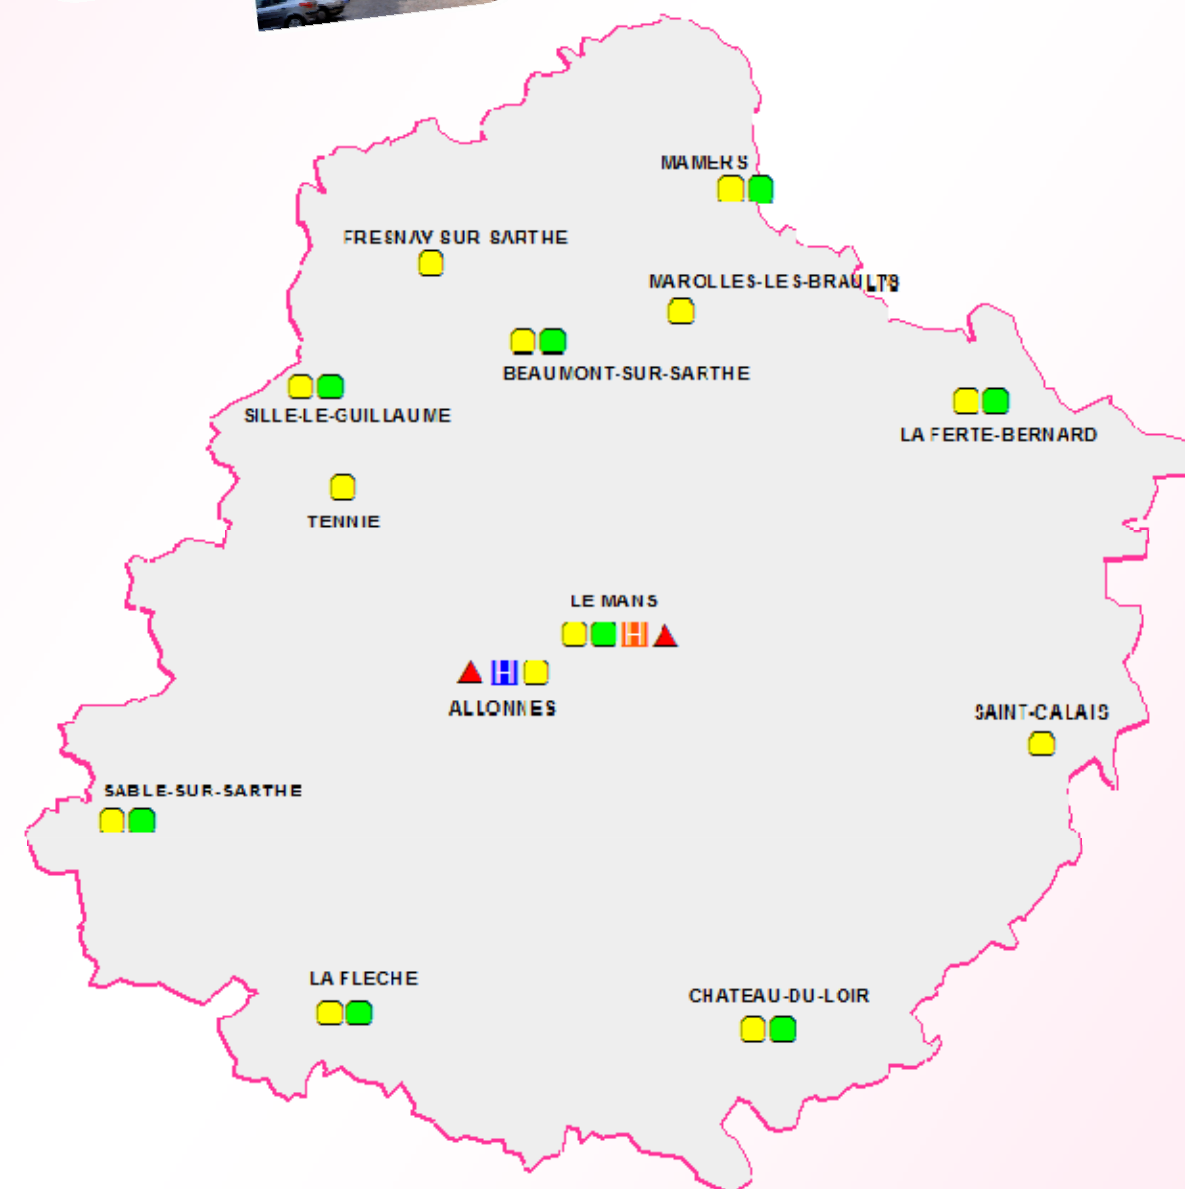 MAMERS
FRESNAY SUR SARTHE
MAROLLES-LES-BRAULTS
BEAUMONT-SUR-SARTHE
SILLE-LE-GUILLAUME
LA FERTE-BERNARD
TENNIE
LE MANS
H
H
ALLONNES
SAINT-CALAIS
SABLE-SUR-SARTHE
LA FLECHE
CHATEAU-DU-LOIR